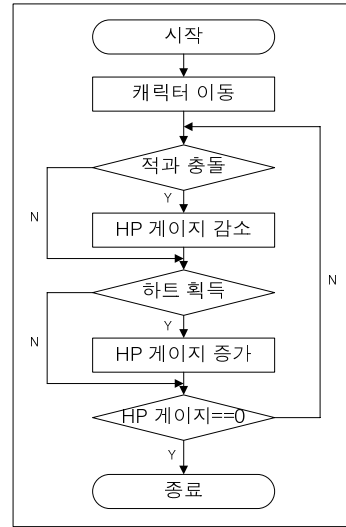 시작
캐릭터 이동
적과 충돌
Y
N
HP 게이지 감소
하트 획득
N
Y
N
HP 게이지 증가
HP 게이지==0
Y
종료